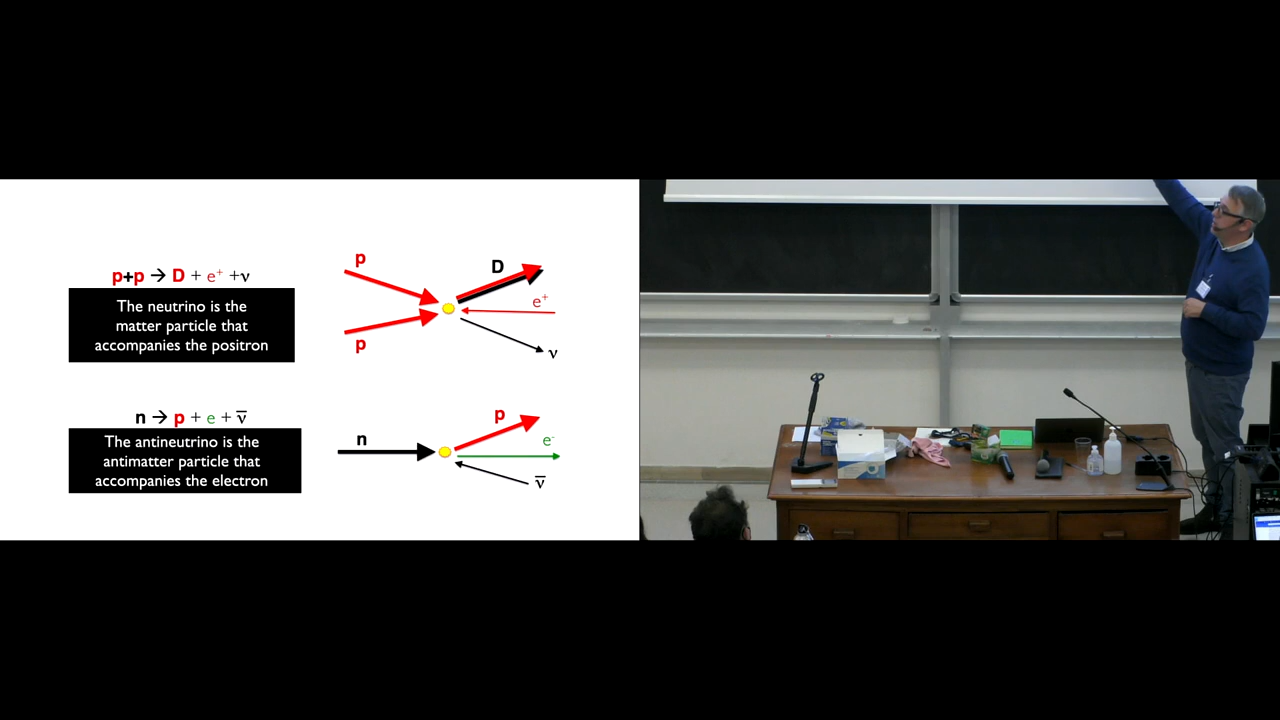 p+p → D + e⁺ +ν
The neutrino is the
matter particle that
accompanies the positron
p
p
D
e⁺
ν
n → p + e + ν̅
The antineutrino is the
antimatter particle that
accompanies the electron
n
p
e⁻
ν̅